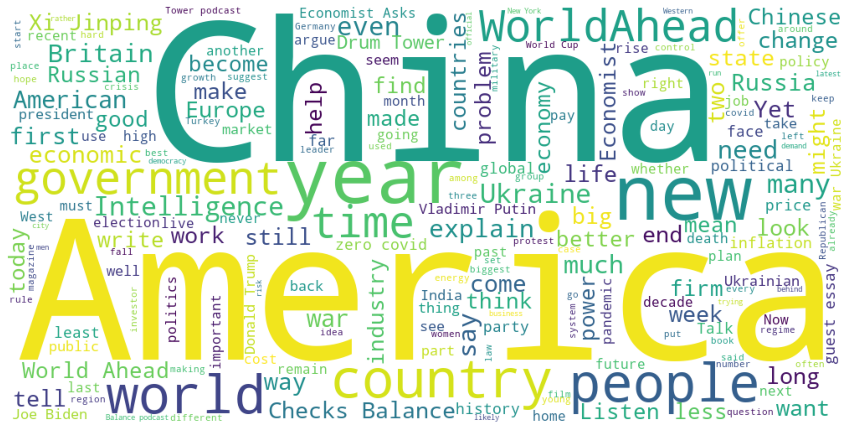 Xi Jinping
Tower podcast
Economist Asks
China
WorldAhead
Chinese
rather
start
hard
recent
another
Germany
argue
even
New York
official
Western
around
offer
change
place
Britain
Drum Tower
World Cup
rise
control
state
policy
hope
Russian
become
seem
find
countries
military
problem
Economist
show
run
latest
American
crisis
growth
suggest
make
month
right
Russia
keep
president
good
Europe
help
made
economy
pay
two
job
covid
first
use
high
market
Turkey
far
going
day
Yet
left
demand
economic
best
democracy
leader
used
face
take
need
might
war Ukraine
government
year
global
among
group
life
whether
political
new
many
West
must
Intelligence
three
Ukraine
price
already
city
election
live
never
time
Vladimir Putin
big
mean
look
Republican
today
men
write
work
still
explain
protest
better
end
death
inflation
magazine
fall
zero covid
past
set
case
much
plan
America
rule
well
politics
Donald Trump
back
industry
biggest
come
firm
Ukrainian
every
behind
least
investor
important
risk
war
idea
India
thing
energy
think
power
pandemic
decade
Now
regime
guest essay
public
cost
see
party
say
women
business
go
system
week
put
trying
World Ahead
making
remain
part
law
Talk
book
said
often
tell
last
region
world
way
country
future
people
number
long
next
Joe Biden
Balance podcast
different
Checks Balance
history
likely
young
film
home
Listen
less
question
want